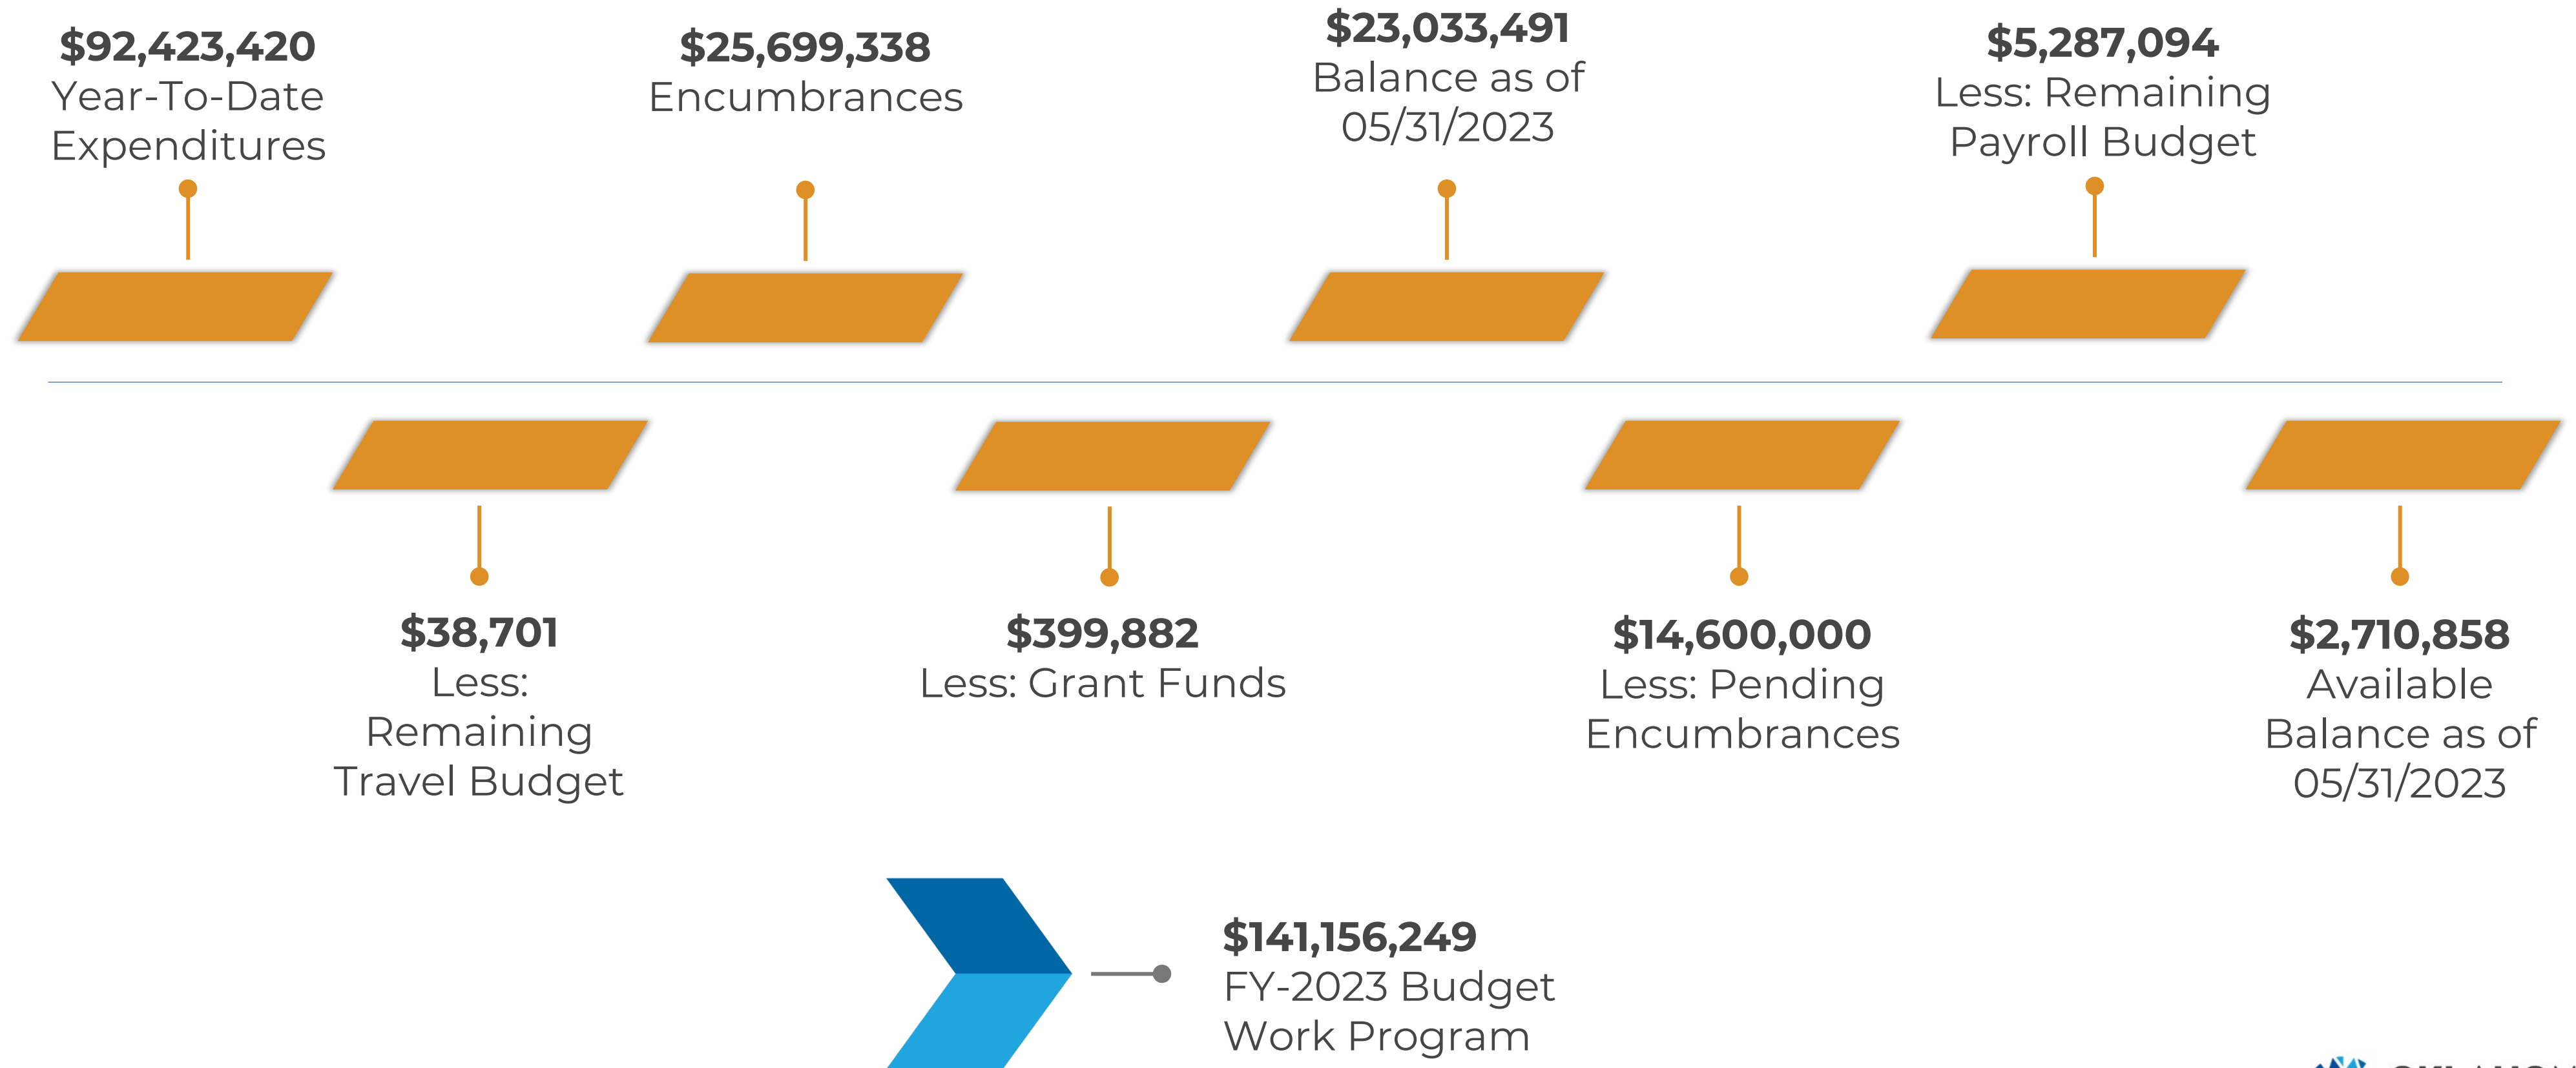 $92,423,420
Year-To-Date
Expenditures
$25,699,338
Encumbrances
$23,033,491
Balance as of
05/31/2023
$5,287,094
Less: Remaining
Payroll Budget
$38,701
Less:
Remaining
Travel Budget
$399,882
Less: Grant Funds
$14,600,000
Less: Pending
Encumbrances
$2,710,858
Available
Balance as of
05/31/2023
$141,156,249
FY-2023 Budget
Work Program